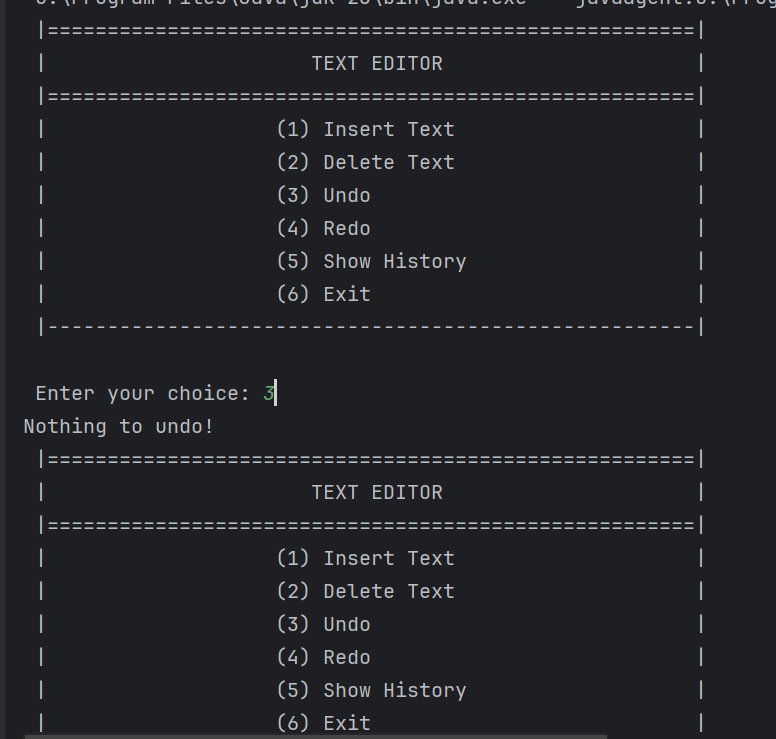 |======================================================|
| TEXT EDITOR |
|======================================================|
| (1) Insert Text |
| (2) Delete Text |
| (3) Undo |
| (4) Redo |
| (5) Show History |
| (6) Exit |
|------------------------------------------------------|
Enter your choice: 3
Nothing to undo!
|======================================================|
| TEXT EDITOR |
|======================================================|
| (1) Insert Text |
| (2) Delete Text |
| (3) Undo |
| (4) Redo |
| (5) Show History |
| (6) Exit |